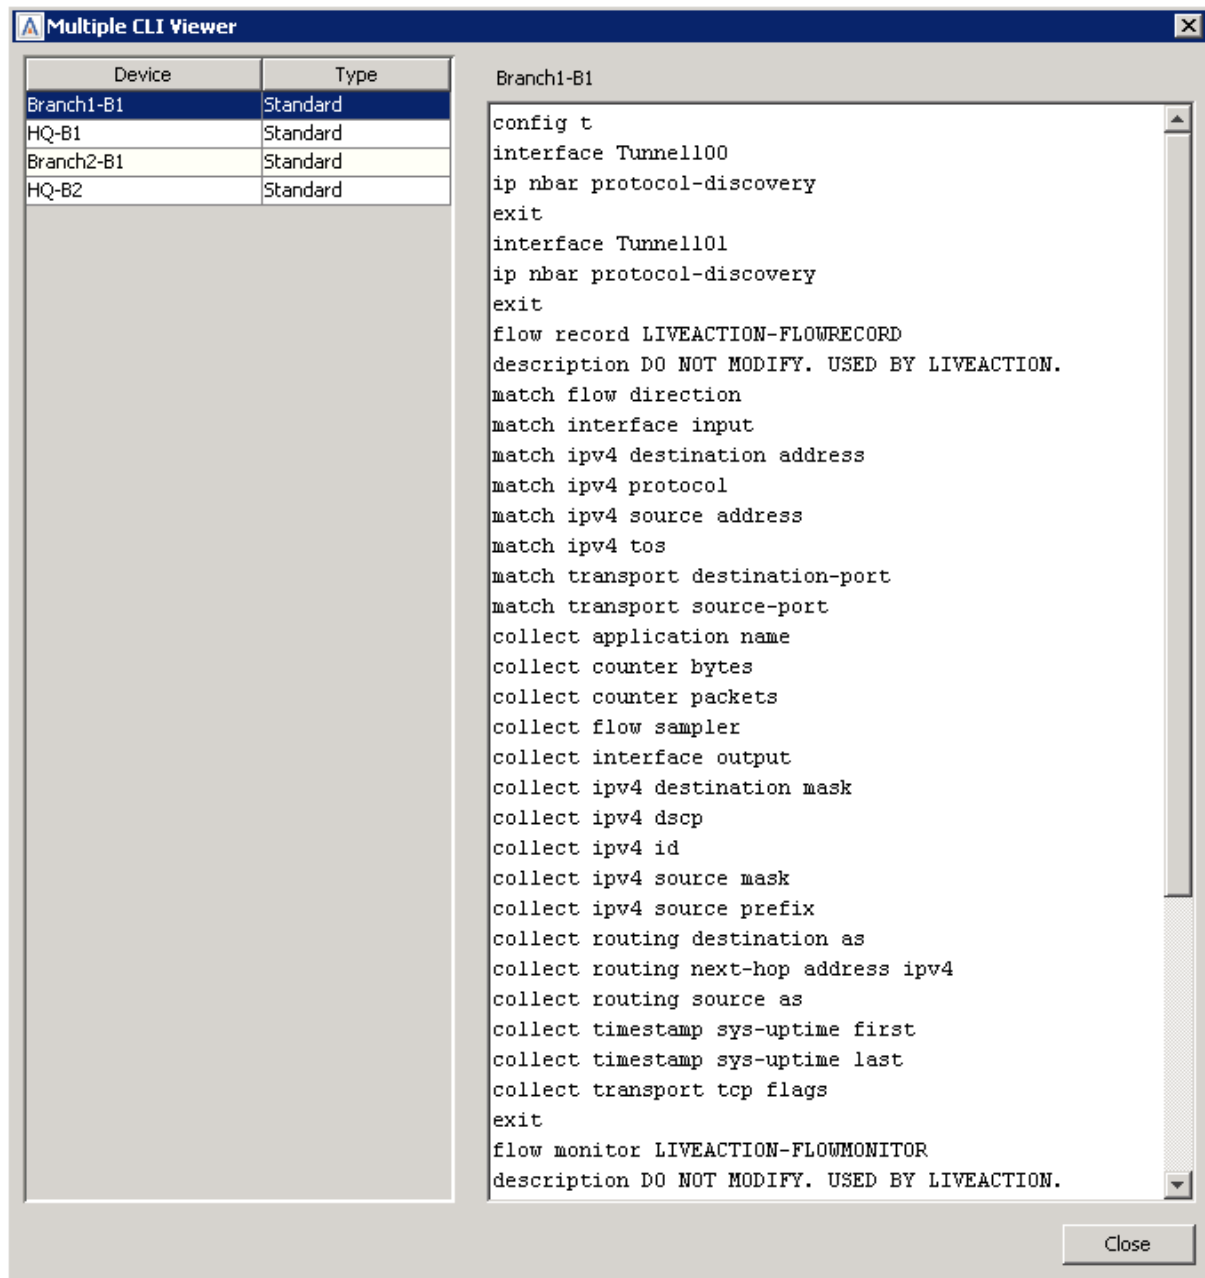 Multiple CLI Viewer
Device Type
Branch1-B1 Standard
HQ-B1 Standard
Branch2-B1 Standard
HQ-B2 Standard
Branch1-B1
config t
interface Tunnel100
ip nbar protocol-discovery
exit
interface Tunnel101
ip nbar protocol-discovery
exit
flow record LIVEACTION-FLOWRECORD
description DO NOT MODIFY. USED BY LIVEACTION.
match flow direction
match interface input
match ipv4 destination address
match ipv4 protocol
match ipv4 source address
match ipv4 tos
match transport destination-port
match transport source-port
collect application name
collect counter bytes
collect counter packets
collect flow sampler
collect interface output
collect ipv4 destination mask
collect ipv4 dscp
collect ipv4 id
collect ipv4 source mask
collect ipv4 source prefix
collect routing destination as
collect routing next-hop address ipv4
collect routing source as
collect timestamp sys-uptime first
collect timestamp sys-uptime last
collect transport tcp flags
exit
flow monitor LIVEACTION-FLOWMONITOR
description DO NOT MODIFY. USED BY LIVEACTION.
Close